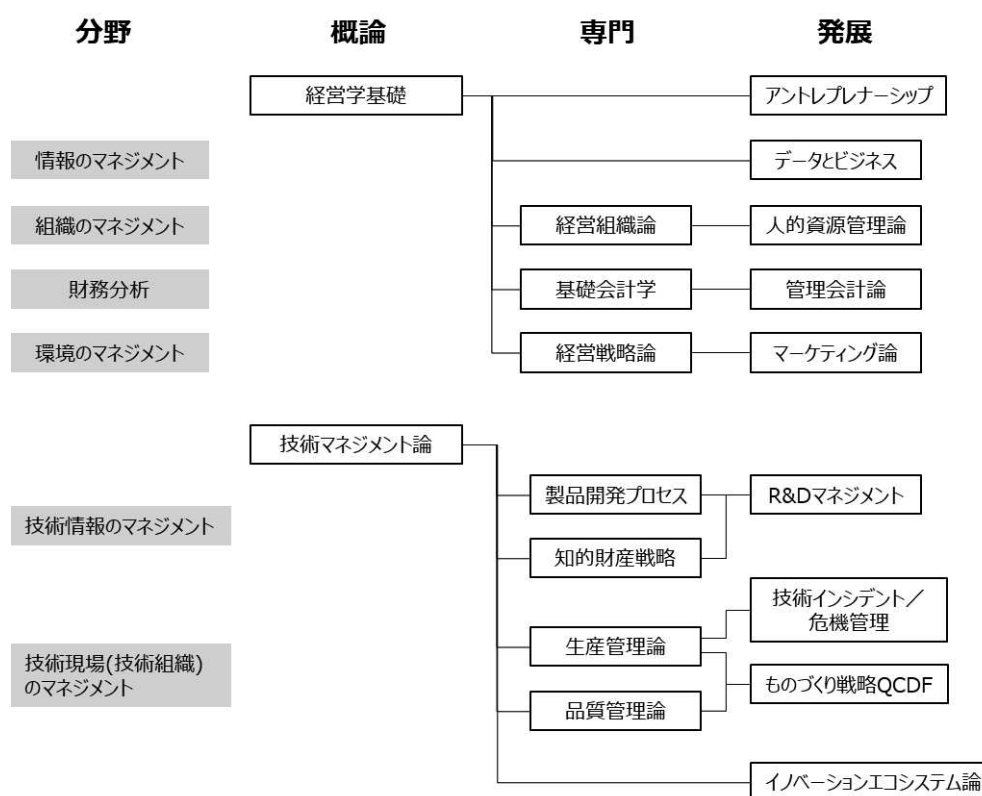 分野 概論 専門 発展
経営学基礎 アントレプレナーシップ
情報のマネジメント データとビジネス
組織のマネジメント 経営組織論 人的資源管理論
財務分析 基礎会計学 管理会計論
環境のマネジメント 経営戦略論 マーケティング論
技術マネジメント論
製品開発プロセス R&Dマネジメント
技術情報のマネジメント
知的財産戦略
技術インシデント／
危機管理
生産管理論
技術現場(技術組織)
のマネジメント
ものづくり戦略QCDF
品質管理論
イノベーションエコシステム論